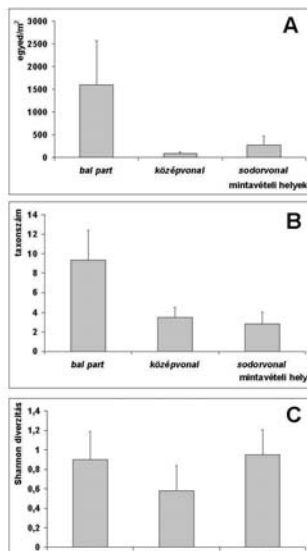 A
egyed/m²
3000
2500
2000
1500
1000
500
0
bal part középvonal sodorvonal
mintavételi helyek
B
taxonszám
14
12
10
8
6
4
2
0
bal part középvonal sodorvonal
mintavételi hely
C
Shannon diverzitás
1,4
1,2
1
0,8
0,6
0,4
0,2
0